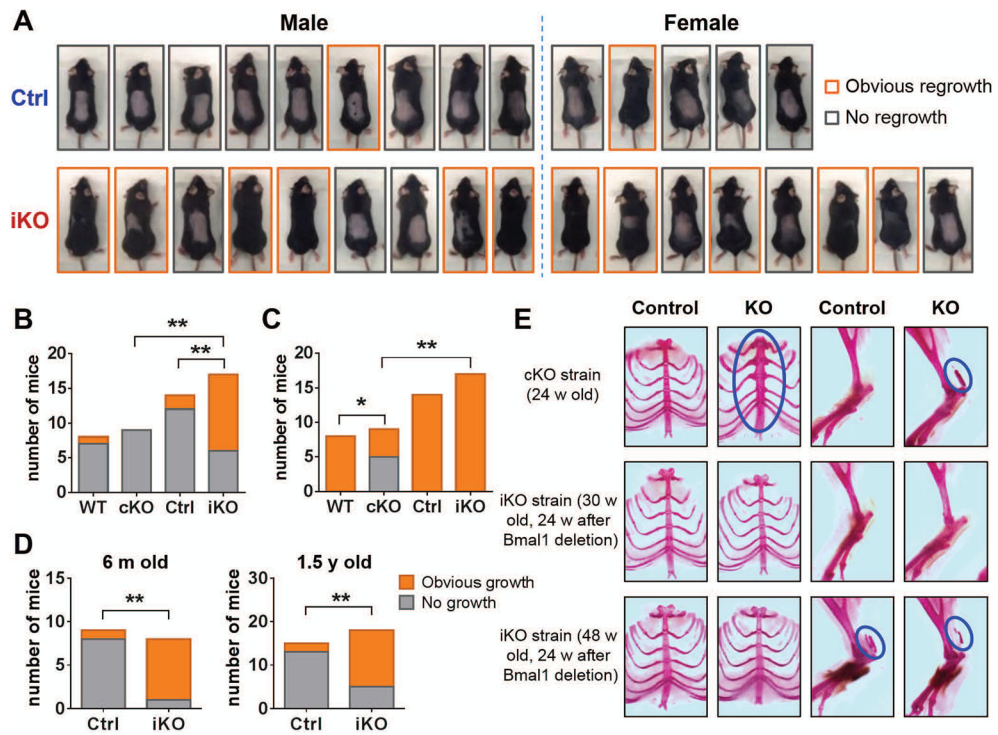 A
Male
Female
Ctrl
Obvious regrowth
No regrowth
iKO
B
**
**
number of mice
20
15
10
5
0
WT cKO Ctrl iKO
C
**
*
number of mice
20
15
10
5
0
WT cKO Ctrl iKO
D
6 m old
**
number of mice
15
10
5
0
Ctrl iKO
1.5 y old
**
number of mice
30
20
10
0
Ctrl iKO
Obvious growth
No growth
E
Control KO Control KO
cKO strain
(24 w old)
iKO strain (30 w
old, 24 w after
Bmal1 deletion)
iKO strain (48 w
old, 24 w after
Bmal1 deletion)